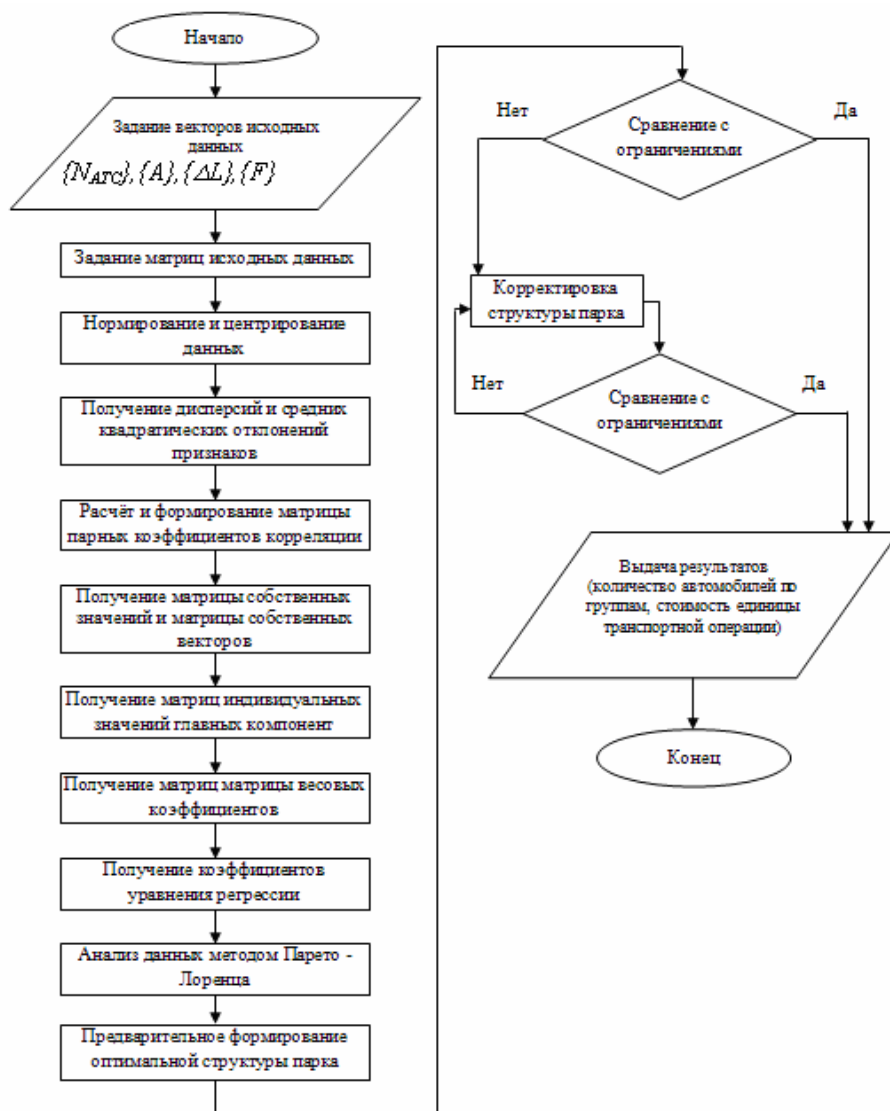 Начало
Задание векторов исходных
данных
{N_АТС}, {A}, {ΔL}, {F}
Задание матриц исходных данных
Нормирование и центрирование
данных
Получение дисперсий и средних
квадратических отклонений
признаков
Расчёт и формирование матрицы
парных коэффициентов корреляции
Получение матрицы собственных
значений и матрицы собственных
векторов
Получение матриц индивидуальных
значений главных компонент
Получение матриц матрицы весовых
коэффициентов
Получение коэффициентов
уравнения регрессии
Анализ данных методом Парето -
Лоренца
Предварительное формирование
оптимальной структуры парка
Нет
Да
Сравнение с
ограничениями
Корректировка
структуры парка
Нет
Да
Сравнение с
ограничениями
Выдача результатов
(количество автомобилей по
группам, стоимость единицы
транспортной операции)
Конец